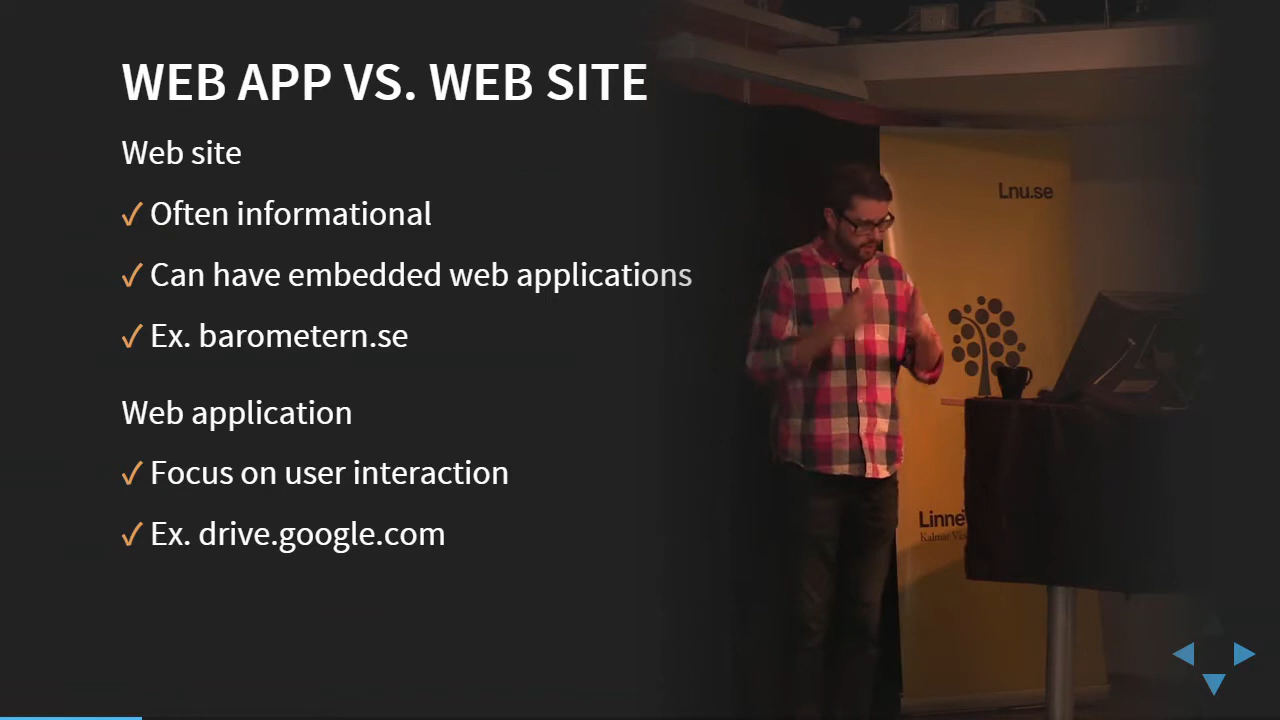 WEB APP VS. WEB SITE
Web site
✓ Often informational
✓ Can have embedded web applications
✓ Ex. barometern.se
Web application
✓ Focus on user interaction
✓ Ex. drive.google.com
Lnu.se
Kalmar